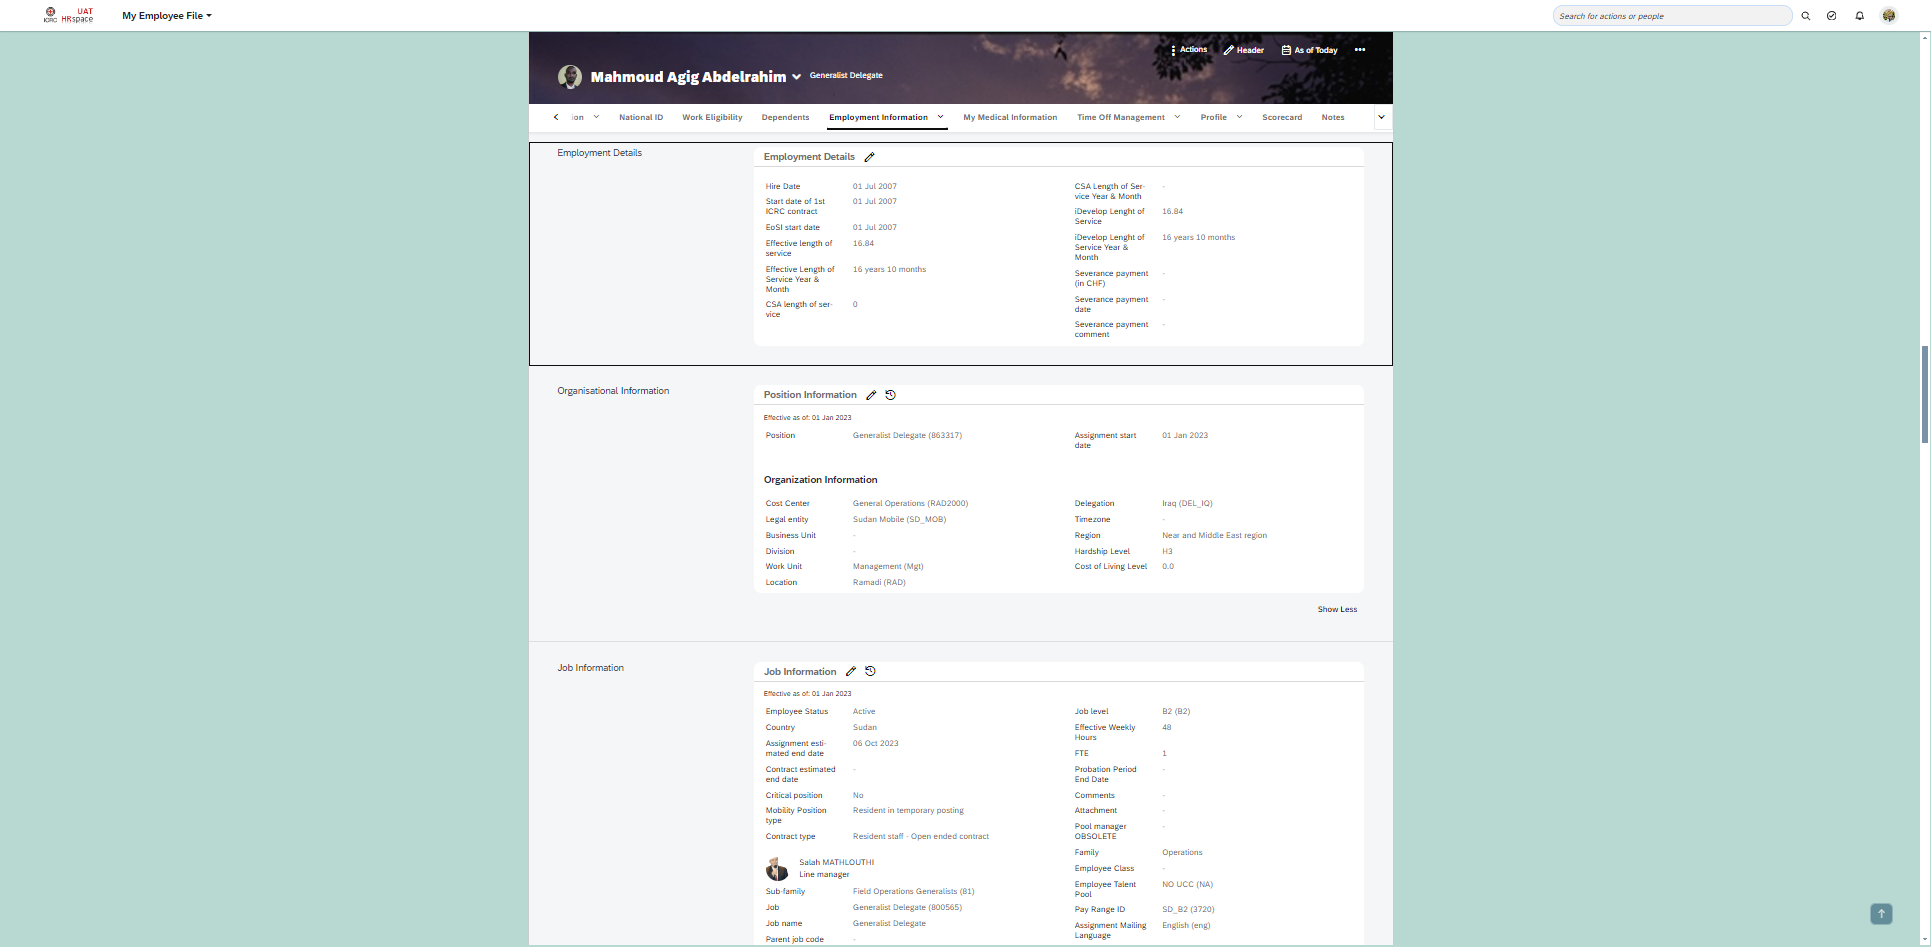 UAT
ICRC HRspace
My Employee File
Search for actions or people
Actions
Header
As of Today
Mahmoud Agig Abdelrahim
Generalist Delegate
ion
National ID
Work Eligibility
Dependents
Employment Information
My Medical Information
Time Off Management
Profile
Scorecard
Notes
Employment Details
Employment Details
Hire Date 01 Jul 2007
Start date of 1st
ICRC contract
01 Jul 2007
EoSI start date 01 Jul 2007
Effective length of
service
16.84
Effective Length of
Service Year &
Month
16 years 10 months
CSA length of ser-
vice
0
CSA Length of Ser-
vice Year & Month
-
iDevelop Lenght of
Service
16.84
iDevelop Lenght of
Service Year &
Month
16 years 10 months
Severance payment
(in CHF)
-
Severance payment
date
-
Severance payment
comment
-
Organisational Information
Position Information
Effective as of: 01 Jan 2023
Position Generalist Delegate (863317)
Assignment start
date
01 Jan 2023
Organization Information
Cost Center General Operations (RAD2000)
Legal entity Sudan Mobile (SD_MOB)
Business Unit -
Division -
Work Unit Management (Mgt)
Location Ramadi (RAD)
Delegation Iraq (DEL_IQ)
Timezone -
Region Near and Middle East region
Hardship Level H3
Cost of Living Level 0.0
Show Less
Job Information
Job Information
Effective as of: 01 Jan 2023
Employee Status Active
Country Sudan
Assignment esti-
mated end date
06 Oct 2023
Contract estimated
end date
-
Critical position No
Mobility Position
type
Resident in temporary posting
Contract type Resident staff - Open ended contract
Salah MATHLOUTHI
Line manager
Sub-family Field Operations Generalists (81)
Job Generalist Delegate (800565)
Job name Generalist Delegate
Parent job code -
Job level B2 (B2)
Effective Weekly
Hours
48
FTE 1
Probation Period
End Date
-
Comments -
Attachment -
Pool manager
OBSOLETE
-
Family Operations
Employee Class -
Employee Talent
Pool
NO UCC (NA)
Pay Range ID SD_B2 (3720)
Assignment Mailing
Language
English (eng)